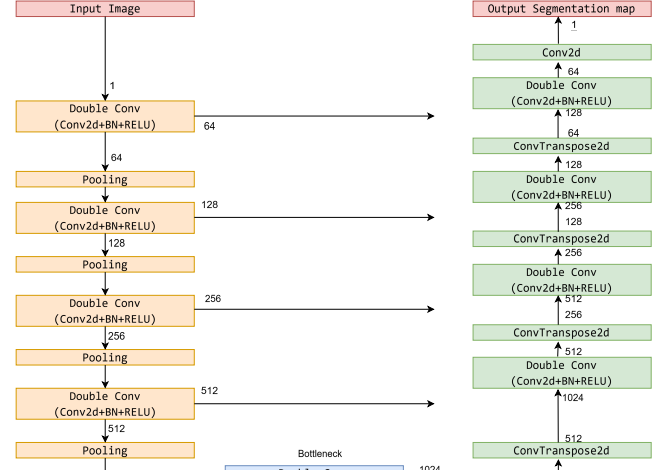 Input Image
1
Double Conv
(Conv2d+BN+RELU)
64
64
Pooling
Double Conv
(Conv2d+BN+RELU)
128
128
Pooling
Double Conv
(Conv2d+BN+RELU)
256
256
Pooling
Double Conv
(Conv2d+BN+RELU)
512
512
Pooling
Bottleneck
1024
Output Segmentation map
1
Conv2d
64
Double Conv
(Conv2d+BN+RELU)
128
64
ConvTranspose2d
128
Double Conv
(Conv2d+BN+RELU)
256
128
ConvTranspose2d
256
Double Conv
(Conv2d+BN+RELU)
512
256
ConvTranspose2d
512
Double Conv
(Conv2d+BN+RELU)
1024
512
ConvTranspose2d